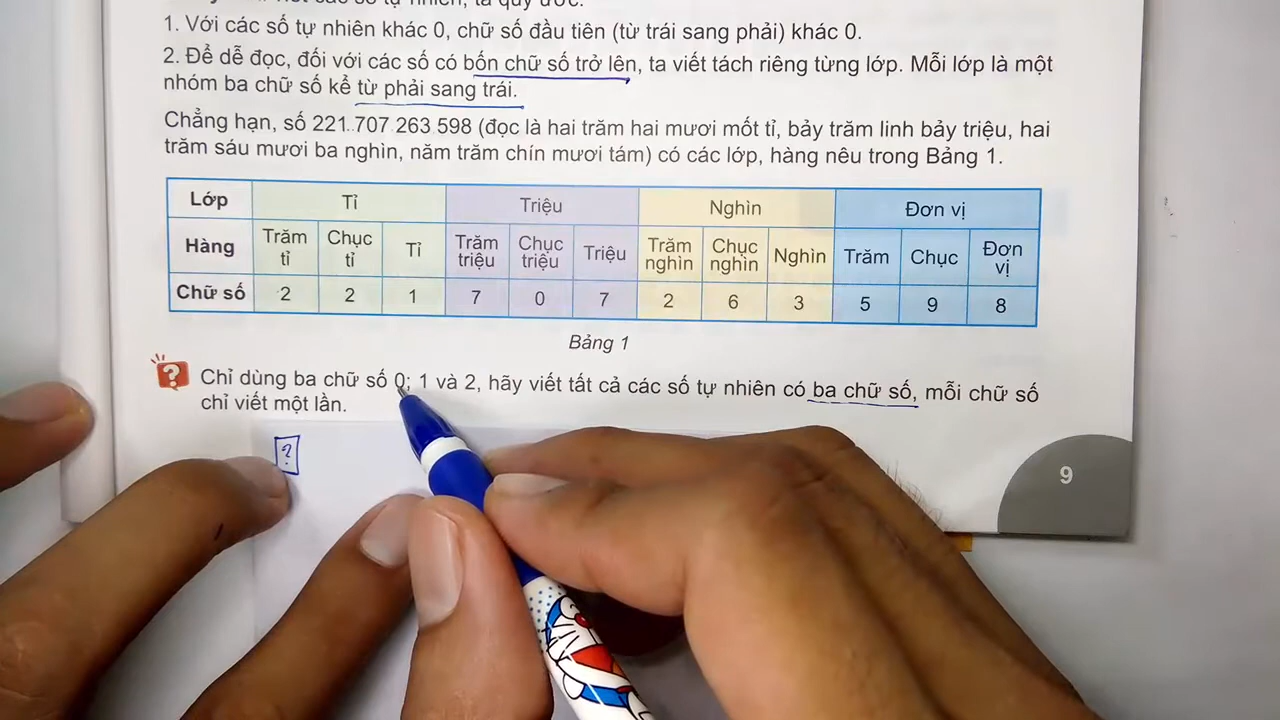 số tự nhiên, ta quy ước:
1. Với các số tự nhiên khác 0, chữ số đầu tiên (từ trái sang phải) khác 0.
2. Để dễ đọc, đối với các số có bốn chữ số trở lên, ta viết tách riêng từng lớp. Mỗi lớp là một
nhóm ba chữ số kể từ phải sang trái.
Chẳng hạn, số 221 707 263 598 (đọc là hai trăm hai mươi mốt tỉ, bảy trăm linh bảy triệu, hai
trăm sáu mươi ba nghìn, năm trăm chín mươi tám) có các lớp, hàng nêu trong Bảng 1.
Lớp Tỉ Triệu Nghìn Đơn vị
Hàng Trăm tỉ Chục tỉ Tỉ Trăm triệu Chục triệu Triệu Trăm nghìn Chục nghìn Nghìn Trăm Chục Đơn vị
Chữ số 2 2 1 7 0 7 2 6 3 5 9 8
Bảng 1
? Chỉ dùng ba chữ số 0; 1 và 2, hãy viết tất cả các số tự nhiên có ba chữ số, mỗi chữ số
chỉ viết một lần.
?
9